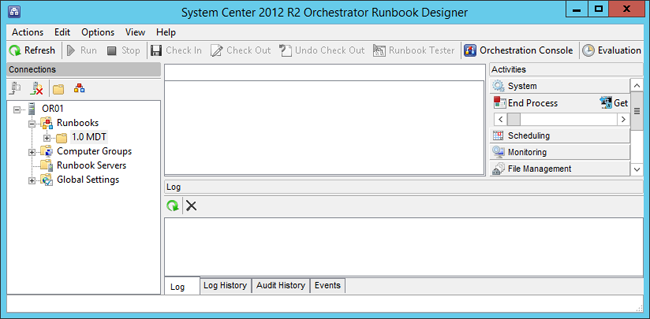 System Center 2012 R2 Orchestrator Runbook Designer
Actions Edit Options View Help
Refresh Run Stop Check In Check Out Undo Check Out Runbook Tester Orchestration Console Evaluation
Connections
Activities
System
OR01
End Process Get
Runbooks
1.0 MDT
Scheduling
Computer Groups
Monitoring
Runbook Servers
File Management
Global Settings
Log
Log Log History Audit History Events